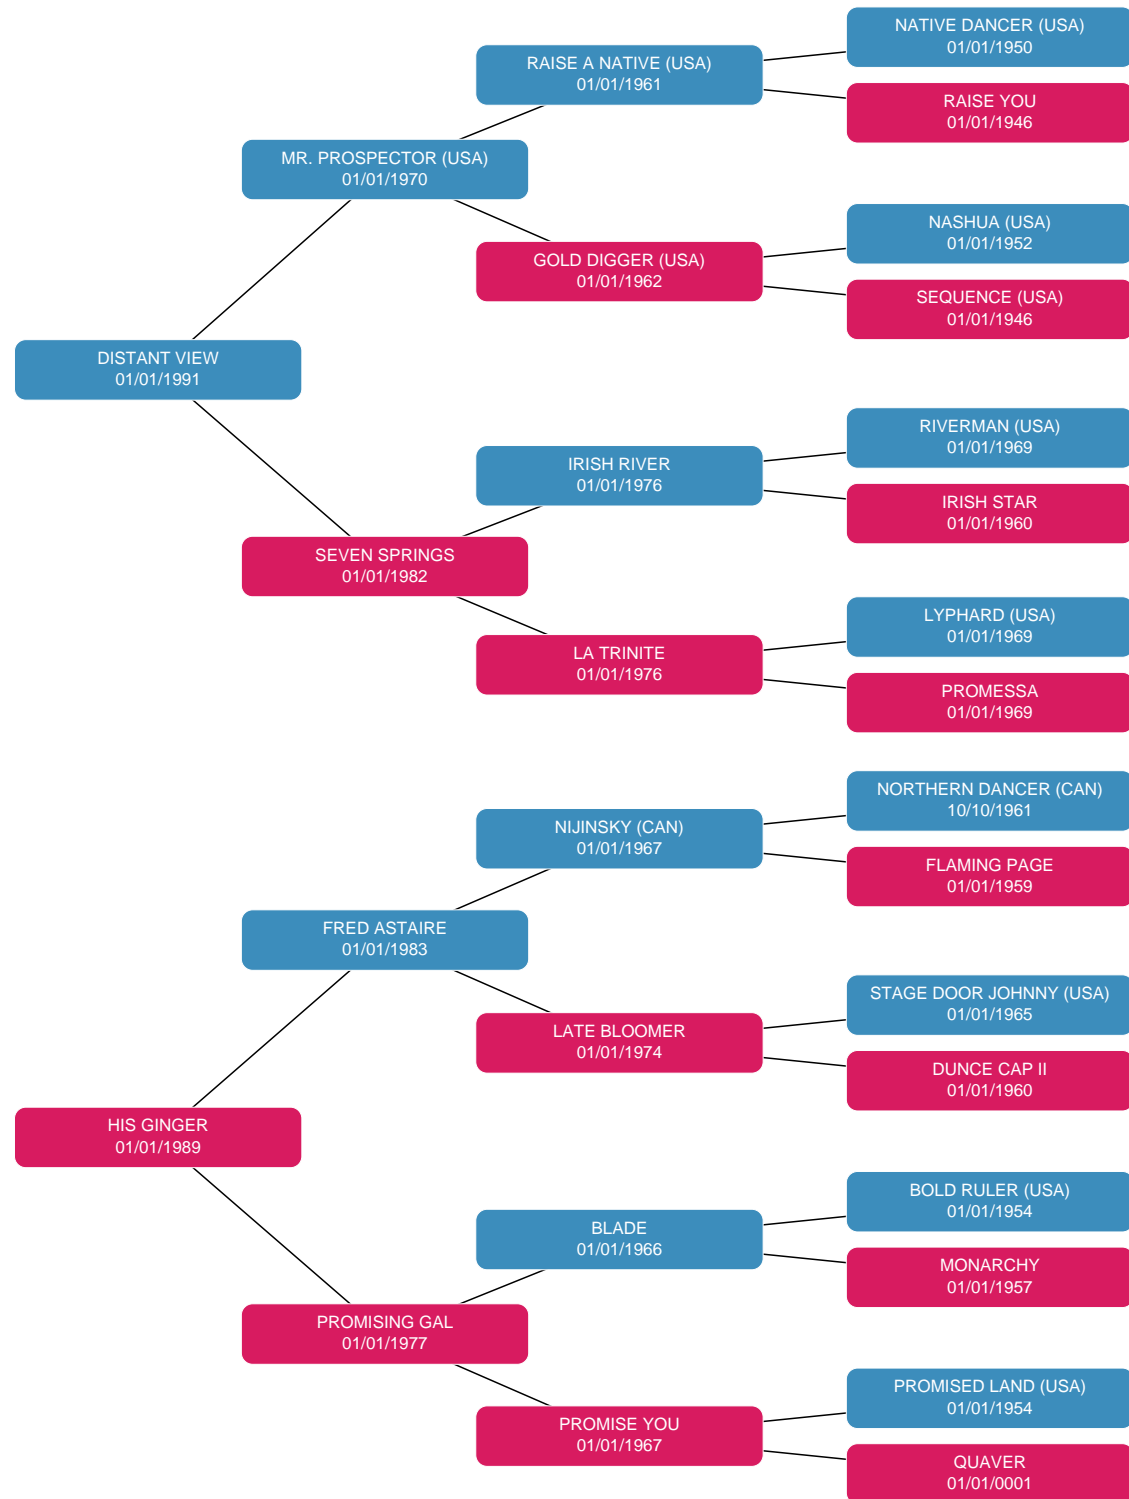 NATIVE DANCER (USA)
01/01/1950
RAISE A NATIVE (USA)
01/01/1961
RAISE YOU
01/01/1946
MR. PROSPECTOR (USA)
01/01/1970
NASHUA (USA)
01/01/1952
GOLD DIGGER (USA)
01/01/1962
SEQUENCE (USA)
01/01/1946
DISTANT VIEW
01/01/1991
RIVERMAN (USA)
01/01/1969
IRISH RIVER
01/01/1976
IRISH STAR
01/01/1960
SEVEN SPRINGS
01/01/1982
LYPHARD (USA)
01/01/1969
LA TRINITE
01/01/1976
PROMESSA
01/01/1969
NORTHERN DANCER (CAN)
10/10/1961
NIJINSKY (CAN)
01/01/1967
FLAMING PAGE
01/01/1959
FRED ASTAIRE
01/01/1983
STAGE DOOR JOHNNY (USA)
01/01/1965
LATE BLOOMER
01/01/1974
DUNCE CAP II
01/01/1960
HIS GINGER
01/01/1989
BOLD RULER (USA)
01/01/1954
BLADE
01/01/1966
MONARCHY
01/01/1957
PROMISING GAL
01/01/1977
PROMISED LAND (USA)
01/01/1954
PROMISE YOU
01/01/1967
QUAVER
01/01/0001